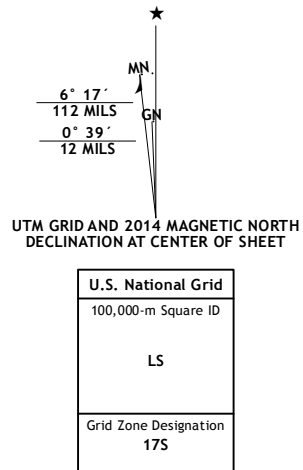 MN.
6° 17´
112 MILS
GN
0° 39´
12 MILS
UTM GRID AND 2014 MAGNETIC NORTH
DECLINATION AT CENTER OF SHEET
U.S. National Grid
100,000-m Square ID
LS
Grid Zone Designation
17S